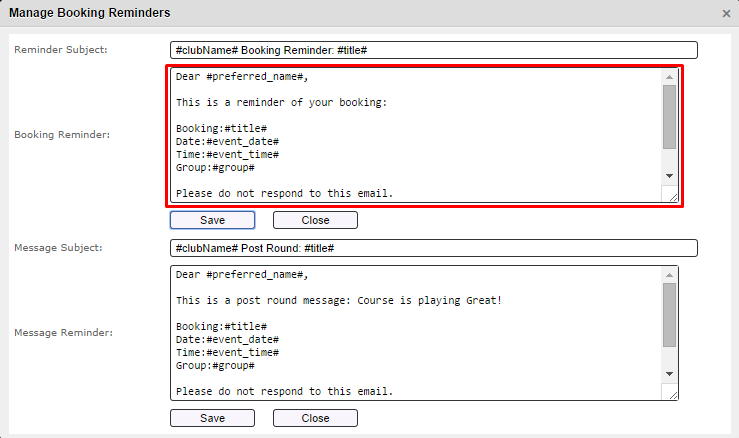 Manage Booking Reminders ×
Reminder Subject: #clubName# Booking Reminder: #title#
Booking Reminder:
Dear #preferred_name#,
This is a reminder of your booking:
Booking:#title#
Date:#event_date#
Time:#event_time#
Group:#group#
Please do not respond to this email.
Save Close
Message Subject: #clubName# Post Round: #title#
Message Reminder:
Dear #preferred_name#,
This is a post round message: Course is playing Great!
Booking:#title#
Date:#event_date#
Time:#event_time#
Group:#group#
Please do not respond to this email.
Save Close